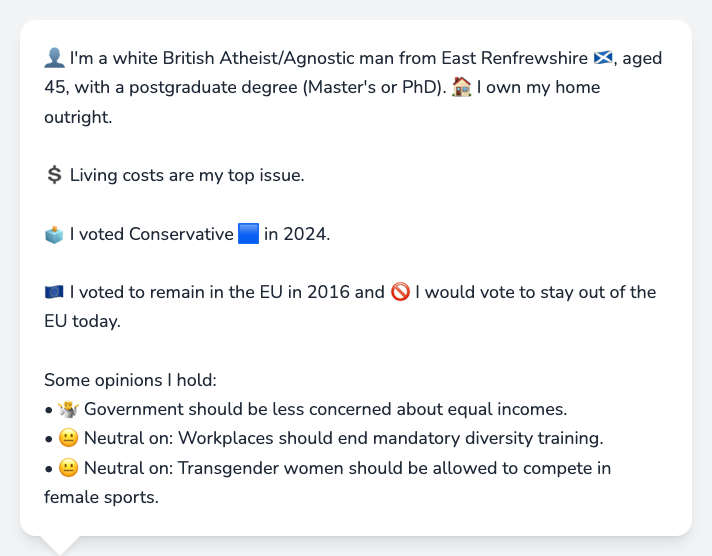 👤 I'm a white British Atheist/Agnostic man from East Renfrewshire 🏴󠁧󠁢󠁳󠁣󠁴󠁿, aged
45, with a postgraduate degree (Master's or PhD). 🏠 I own my home
outright.
💲 Living costs are my top issue.
🗳️ I voted Conservative 🟦 in 2024.
🇪🇺 I voted to remain in the EU in 2016 and 🚫 I would vote to stay out of the
EU today.
Some opinions I hold:
• 🤷 Government should be less concerned about equal incomes.
• 😐 Neutral on: Workplaces should end mandatory diversity training.
• 😐 Neutral on: Transgender women should be allowed to compete in
female sports.